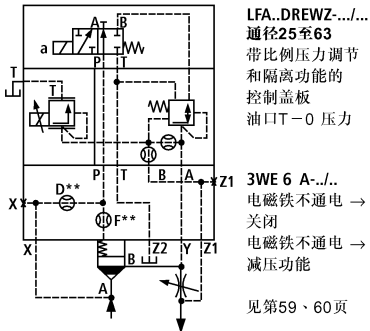 A B
a
P T
T
T
B A
Z1
P T
D**
X
F**
X
Z2 Y Z1
B
A
LFA..DREWZ-.../...
通径25至63
带比例压力调节
和隔离功能的
控制盖板
油口T-0 压力
3WE 6 A-../..
电磁铁不通电 →
关闭
电磁铁不通电 →
减压功能
见第59、60页